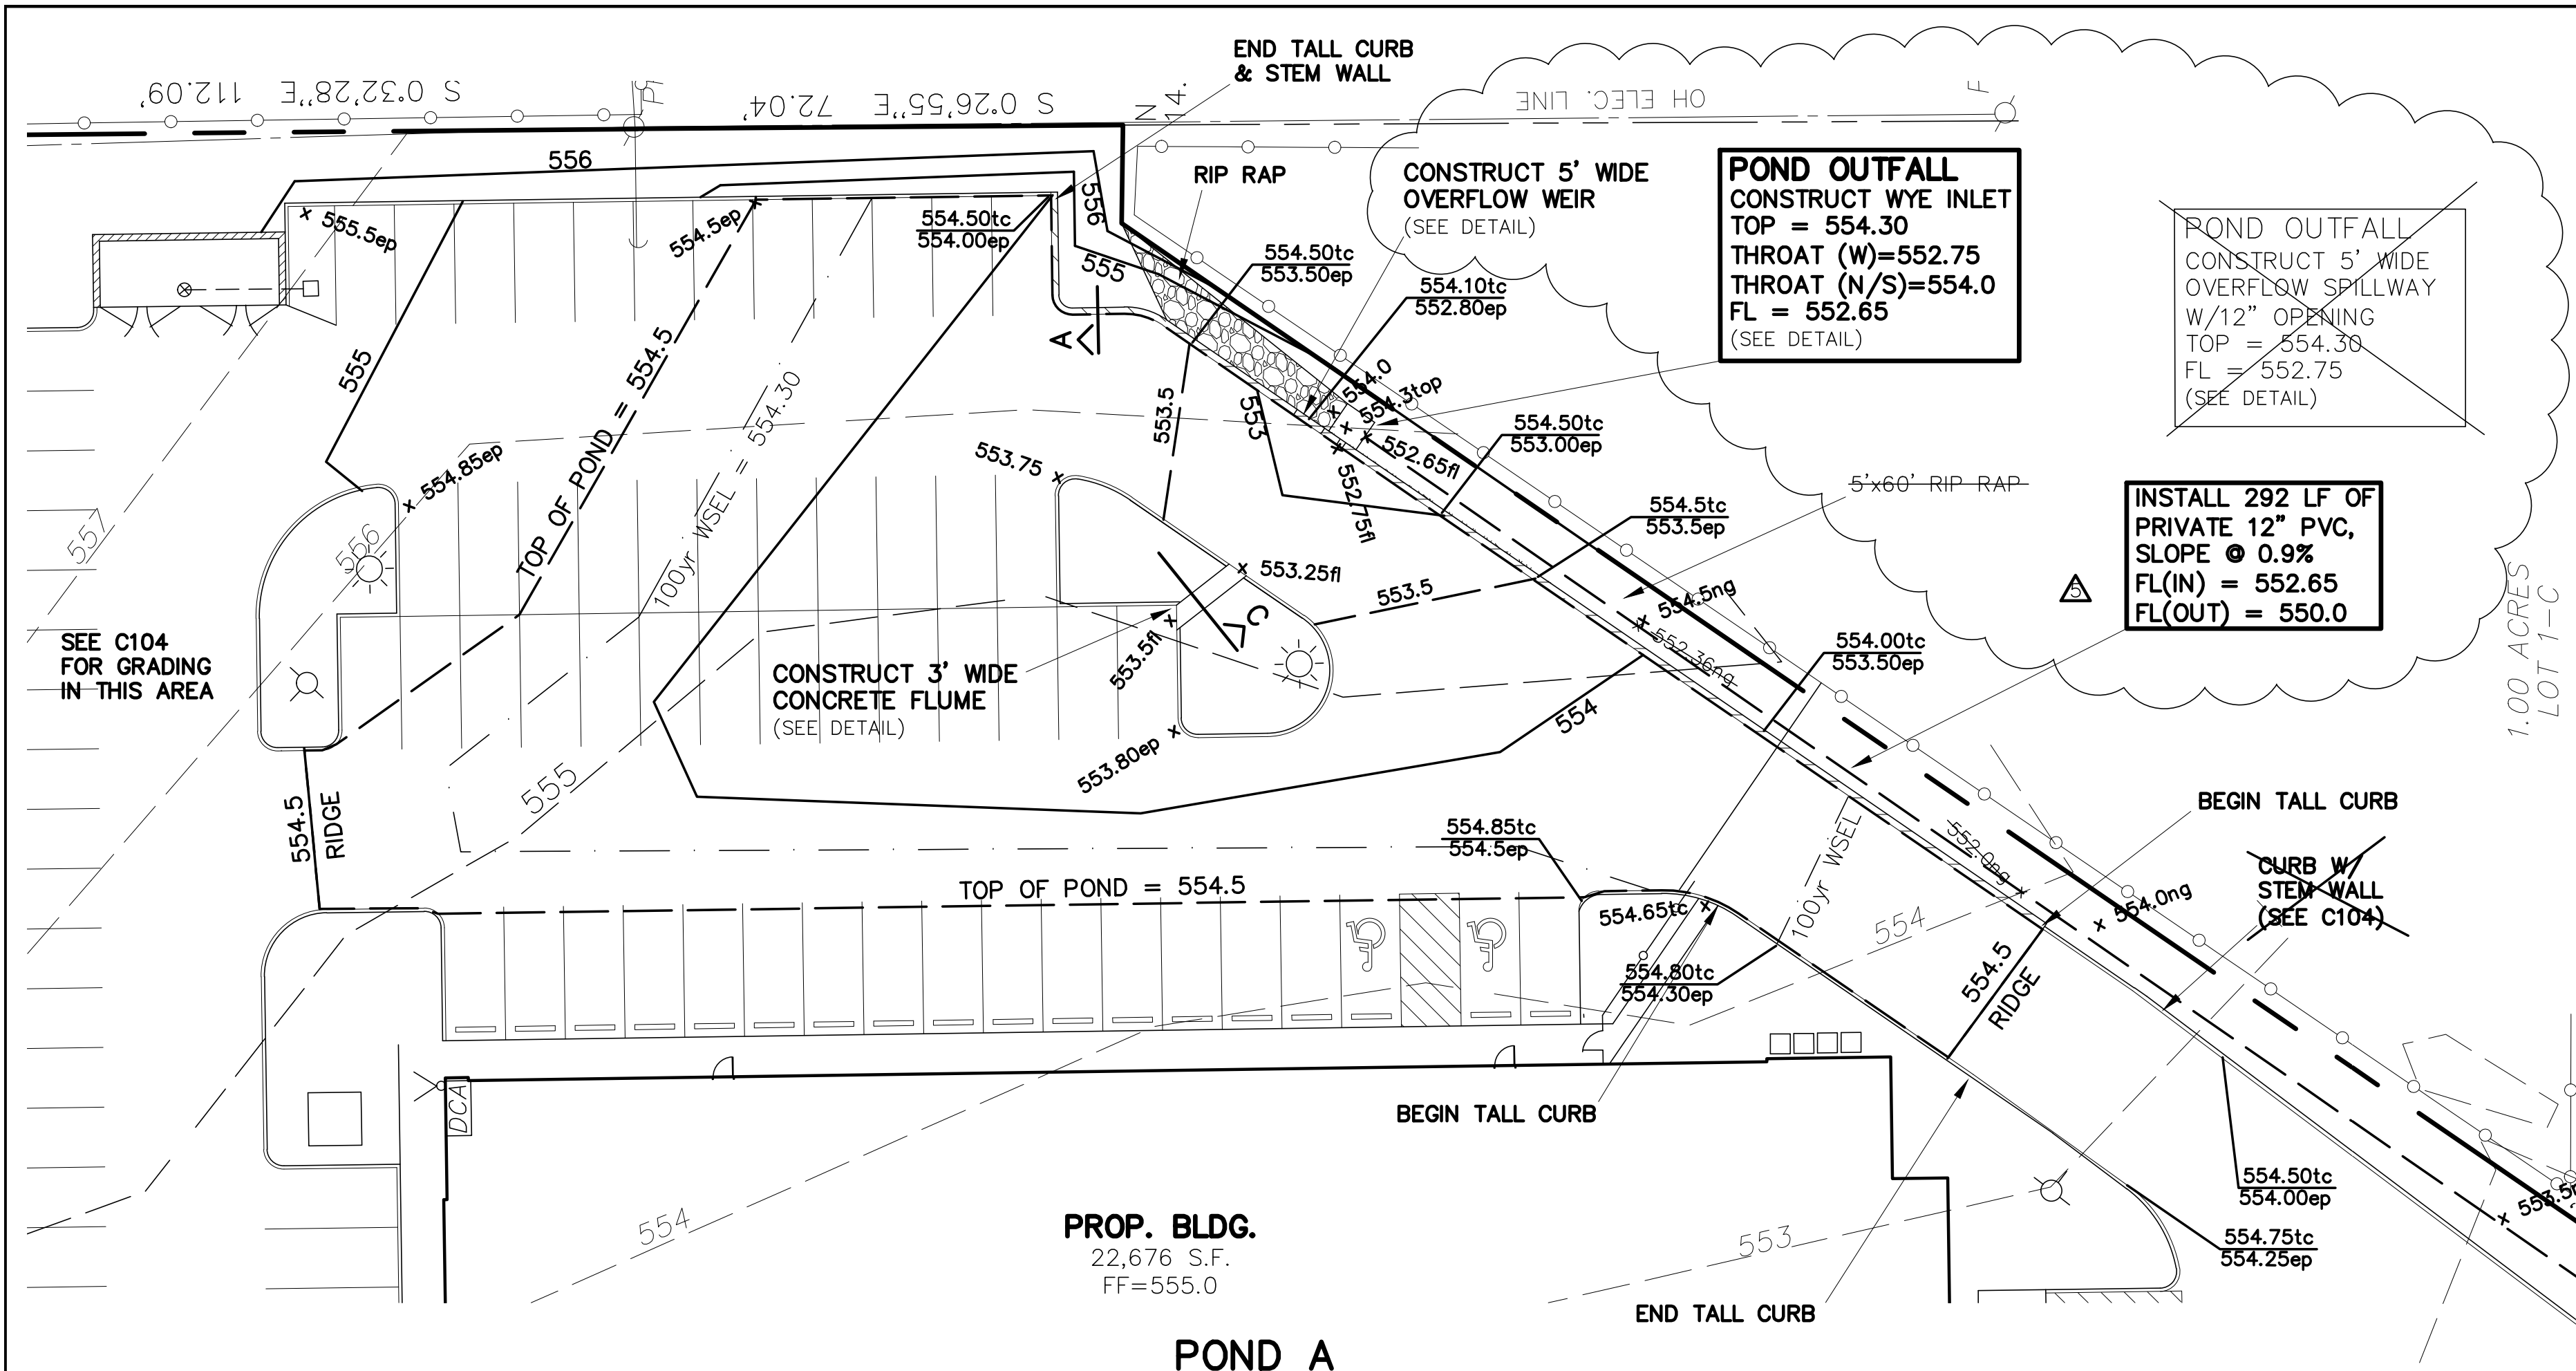 END TALL CURB
& STEM WALL
S 0°32'28"E 112.09'
S 0°26'55"E 72.04'
N
14.
OH ELEC. LINE
F
556
RIP RAP
CONSTRUCT 5' WIDE
OVERFLOW WEIR
(SEE DETAIL)
POND OUTFALL
CONSTRUCT WYE INLET
TOP = 554.30
THROAT (W)=552.75
THROAT (N/S)=554.0
FL = 552.65
(SEE DETAIL)
POND OUTFALL
CONSTRUCT 5' WIDE
OVERFLOW SPILLWAY
W/12" OPENING
TOP = 554.30
FL = 552.75
(SEE DETAIL)
555.5ep
554.5ep
554.50tc
554.00ep
556
555
554.50tc
553.50ep
554.10tc
552.80ep
A
555
TOP OF POND = 554.5
100yr WSEL = 554.30
553.5
553
554.0
554.3top
552.65fl
552.75fl
554.50tc
553.00ep
554.85ep
553.75
557
556
5'x60' RIP RAP
554.5tc
553.5ep
INSTALL 292 LF OF
PRIVATE 12" PVC,
SLOPE @ 0.9%
FL(IN) = 552.65
FL(OUT) = 550.0
5
1.00 ACRES
LOT 1-C
553.25fl
C
553.5
554.5ng
552.36ng
SEE C104
FOR GRADING
IN THIS AREA
553.5fl
CONSTRUCT 3' WIDE
CONCRETE FLUME
(SEE DETAIL)
554.00tc
553.50ep
554
553.80ep
555
554.5
RIDGE
554.85tc
554.5ep
BEGIN TALL CURB
552.0ng
CURB W/
STEM WALL
(SEE C104)
TOP OF POND = 554.5
554.65tc
100yr WSEL
554
554.0ng
554.80tc
554.30ep
554.5
RIDGE
DCA
BEGIN TALL CURB
554
PROP. BLDG.
22,676 S.F.
FF=555.0
553
554.50tc
554.00ep
554.75tc
554.25ep
END TALL CURB
POND A